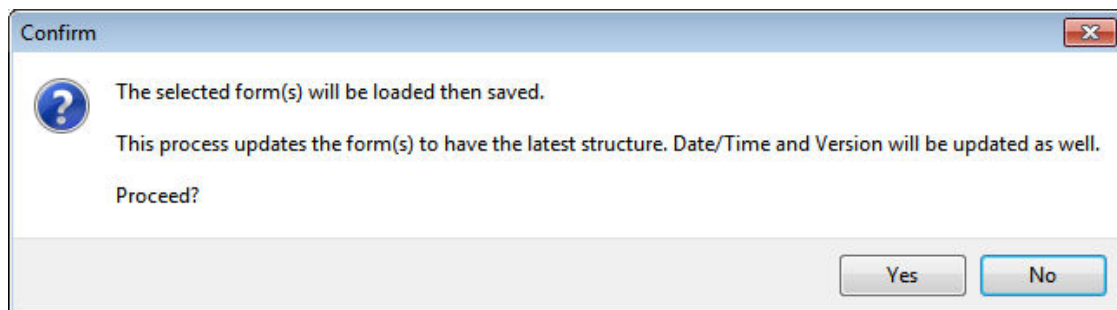 Confirm
The selected form(s) will be loaded then saved.
This process updates the form(s) to have the latest structure. Date/Time and Version will be updated as well.
Proceed?
Yes
No